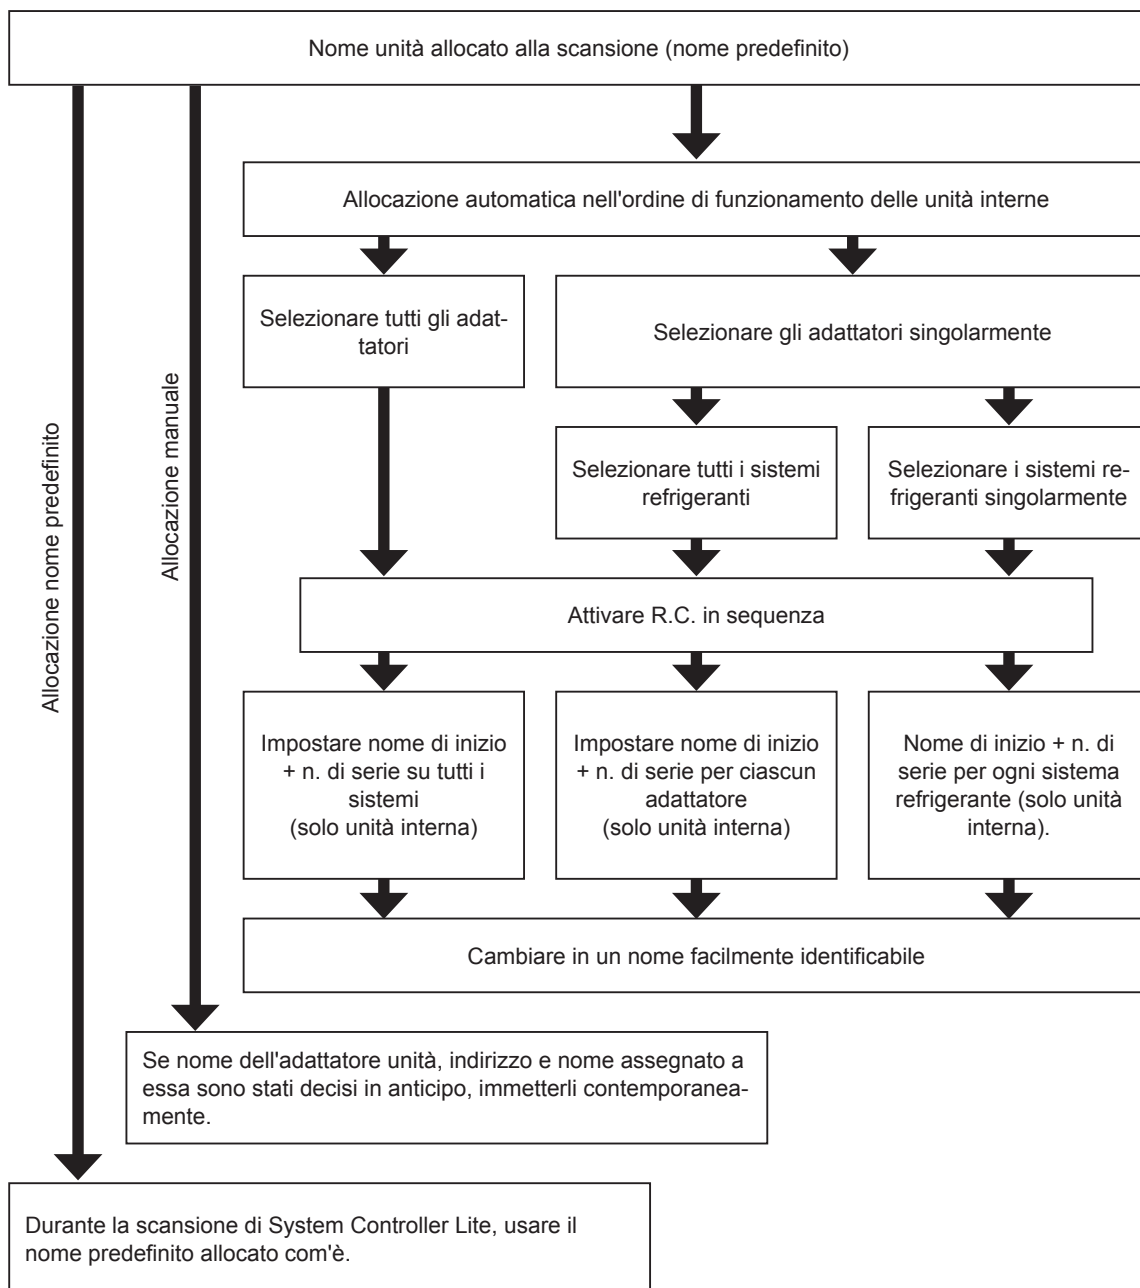 Nome unità allocato alla scansione (nome predefinito)
Allocazione automatica nell'ordine di funzionamento delle unità interne
Selezionare tutti gli adat-
tatori
Selezionare gli adattatori singolarmente
Selezionare tutti i sistemi
refrigeranti
Selezionare i sistemi re-
frigeranti singolarmente
Allocazione nome predefinito
Allocazione manuale
Attivare R.C. in sequenza
Impostare nome di inizio
+ n. di serie su tutti i
sistemi
(solo unità interna)
Impostare nome di inizio
+ n. di serie per ciascun
adattatore
(solo unità interna)
Nome di inizio + n. di
serie per ogni sistema
refrigerante (solo unità
interna).
Cambiare in un nome facilmente identificabile
Se nome dell'adattatore unità, indirizzo e nome assegnato a
essa sono stati decisi in anticipo, immetterli contemporanea-
mente.
Durante la scansione di System Controller Lite, usare il
nome predefinito allocato com'è.